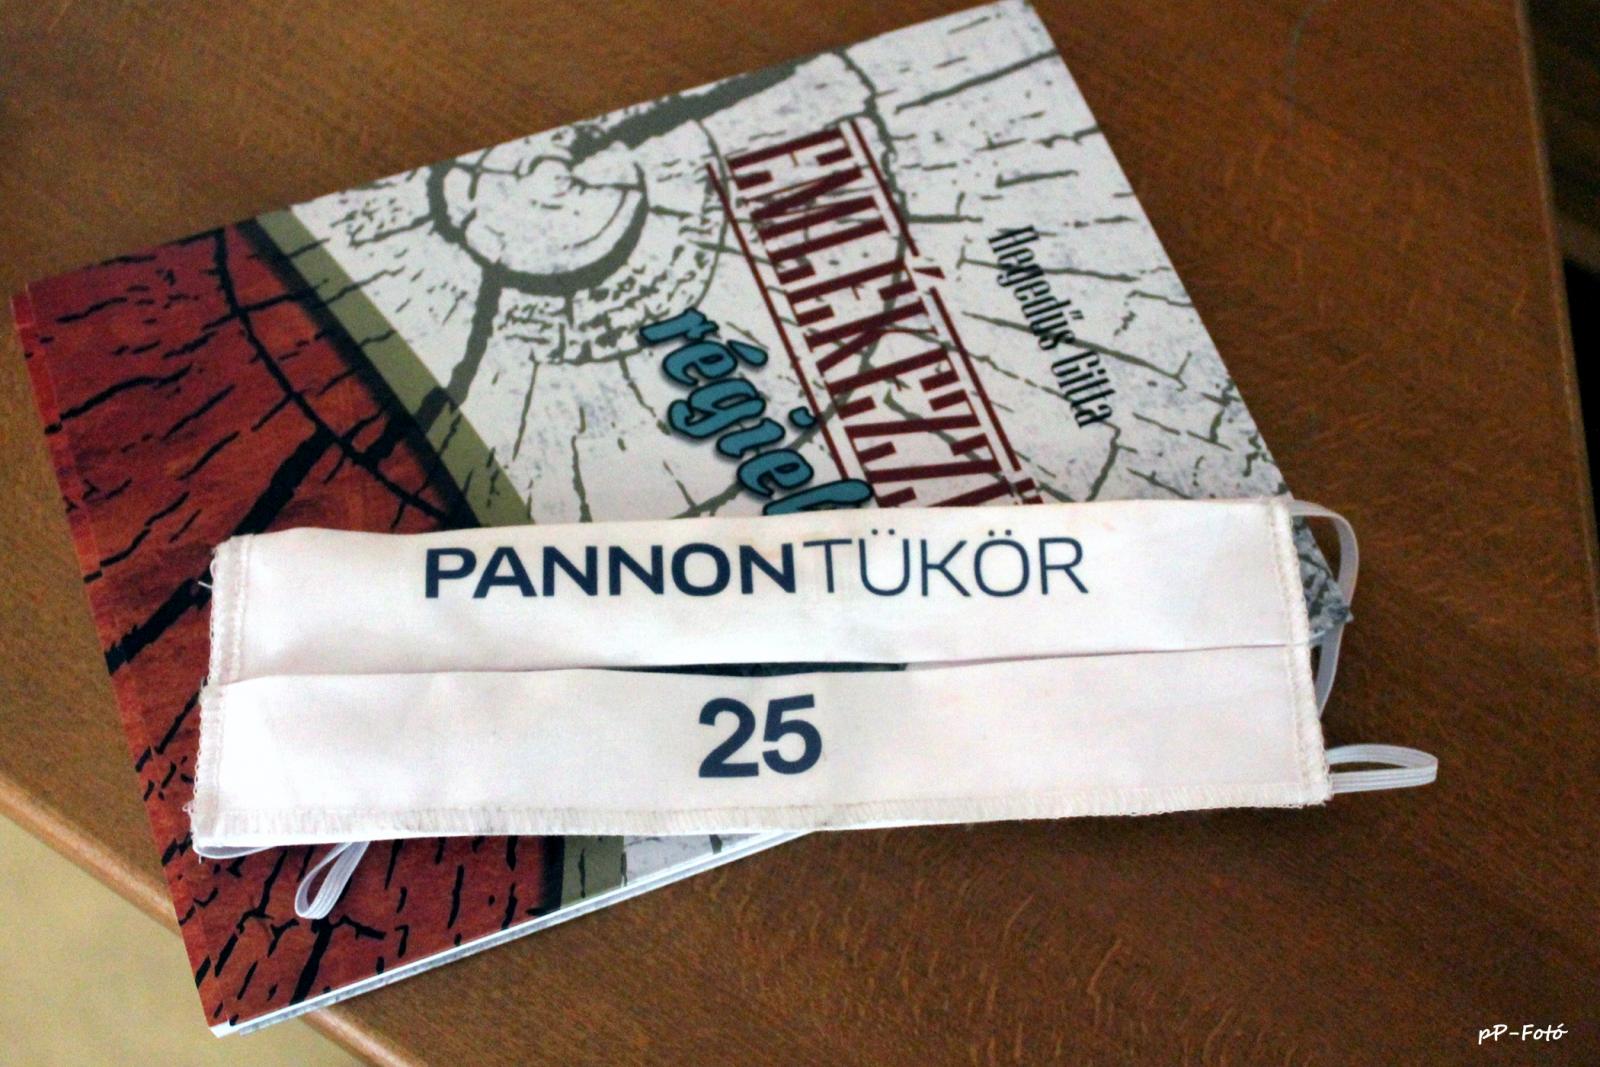 Hegedűs Gitta
PANNONTÜKÖR
25
pP-Fotó